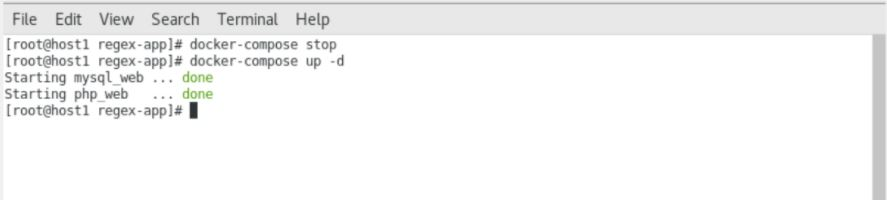 File Edit View Search Terminal Help
[root@host1 regex-app]# docker-compose stop
[root@host1 regex-app]# docker-compose up -d
Starting mysql_web ... done
Starting php_web   ... done
[root@host1 regex-app]#